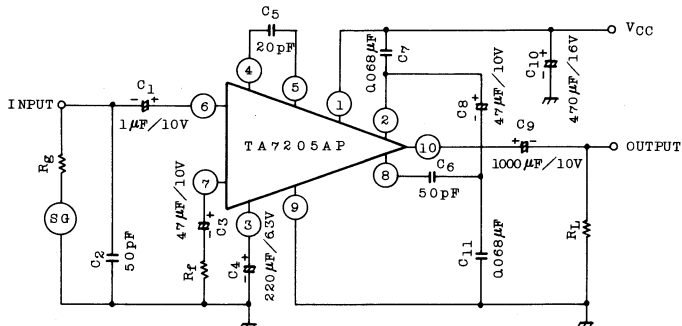 C5
20pF
4
5
1
C7
0.068μF
VCC
C10
470μF/16V
INPUT
C1
1μF/10V
6
TA7205AP
2
C8
47μF/10V
10
C9
1000μF/10V
OUTPUT
Rg
SG
C2
50pF
7
47μF/10V
C3
Rf
3
C4
220μF/6.3V
9
8
C6
50pF
C11
0.068μF
RL